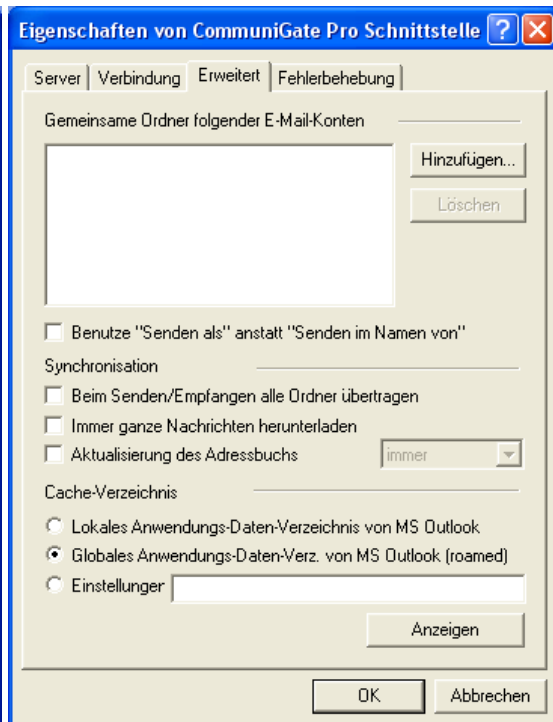 Eigenschaften von CommuniGate Pro Schnittstelle
Server Verbindung Erweitert Fehlerbehebung
Gemeinsame Ordner folgender E-Mail-Konten
Hinzufügen...
Löschen
Benutze "Senden als" anstatt "Senden im Namen von"
Synchronisation
Beim Senden/Empfangen alle Ordner übertragen
Immer ganze Nachrichten herunterladen
Aktualisierung des Adressbuchs immer
Cache-Verzeichnis
Lokales Anwendungs-Daten-Verzeichnis von MS Outlook
Globales Anwendungs-Daten-Verz. von MS Outlook (roamed)
Einstellunger
Anzeigen
OK Abbrechen